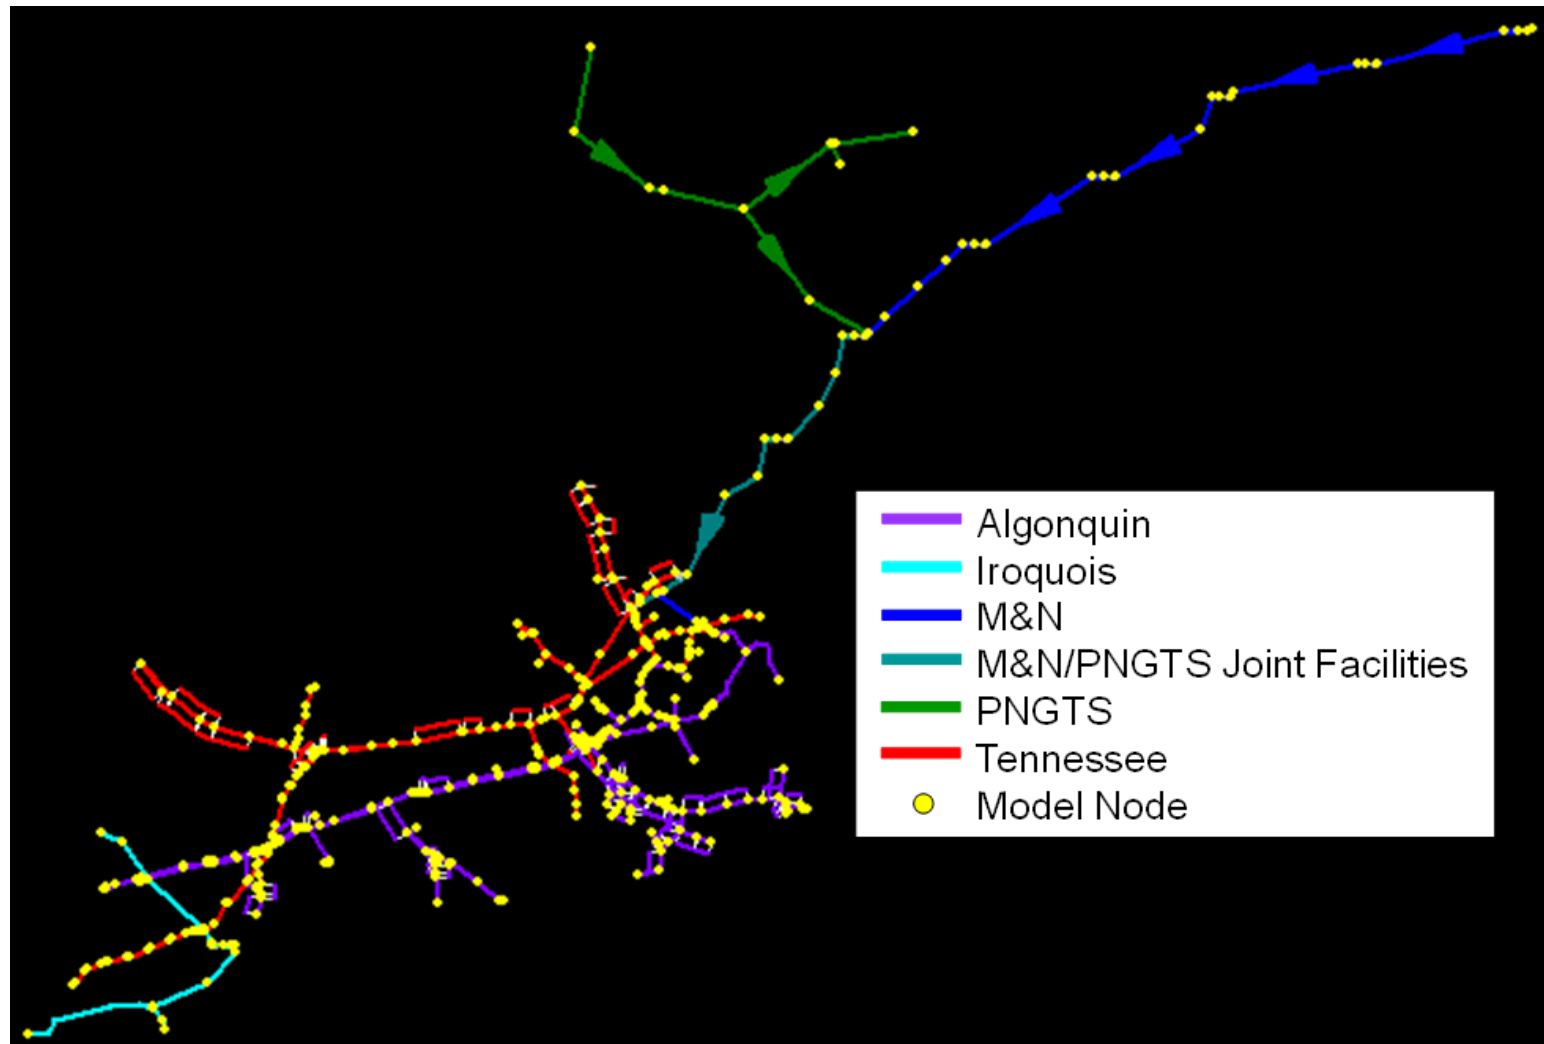 Algonquin
Iroquois
M&N
M&N/PNGTS Joint Facilities
PNGTS
Tennessee
Model Node